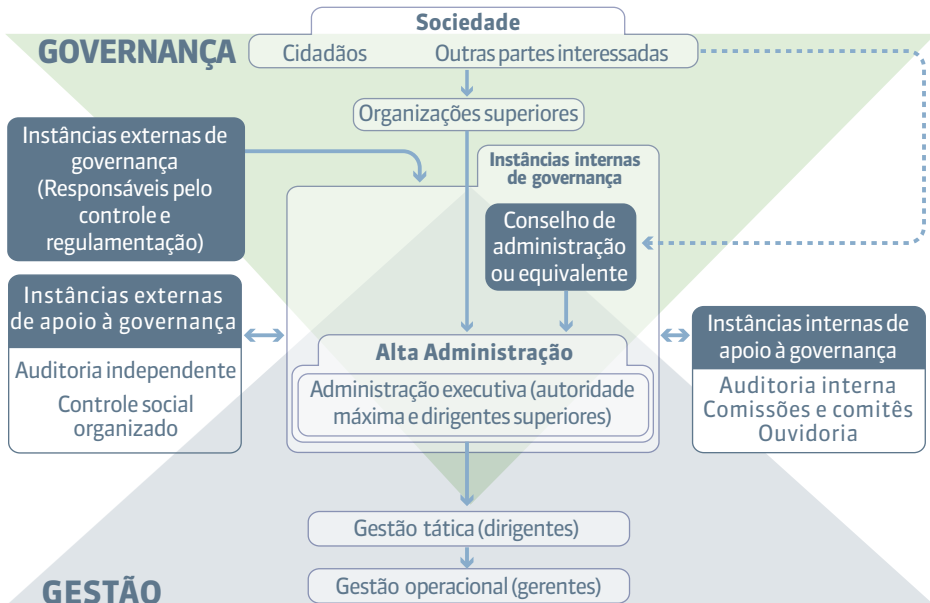 Sociedade
GOVERNANÇA
Cidadãos
Outras partes interessadas
Organizações superiores
Instâncias externas de
governança
(Responsáveis pelo
controle e
regulamentação)
Instâncias internas
de governança
Conselho de
administração
ou equivalente
Instâncias externas
de apoio à governança
Auditoria independente
Controle social
organizado
Alta Administração
Administração executiva (autoridade
máxima e dirigentes superiores)
Instâncias internas de
apoio à governança
Auditoria interna
Comissões e comitês
Ouvidoria
Gestão tática (dirigentes)
Gestão operacional (gerentes)
GESTÃO